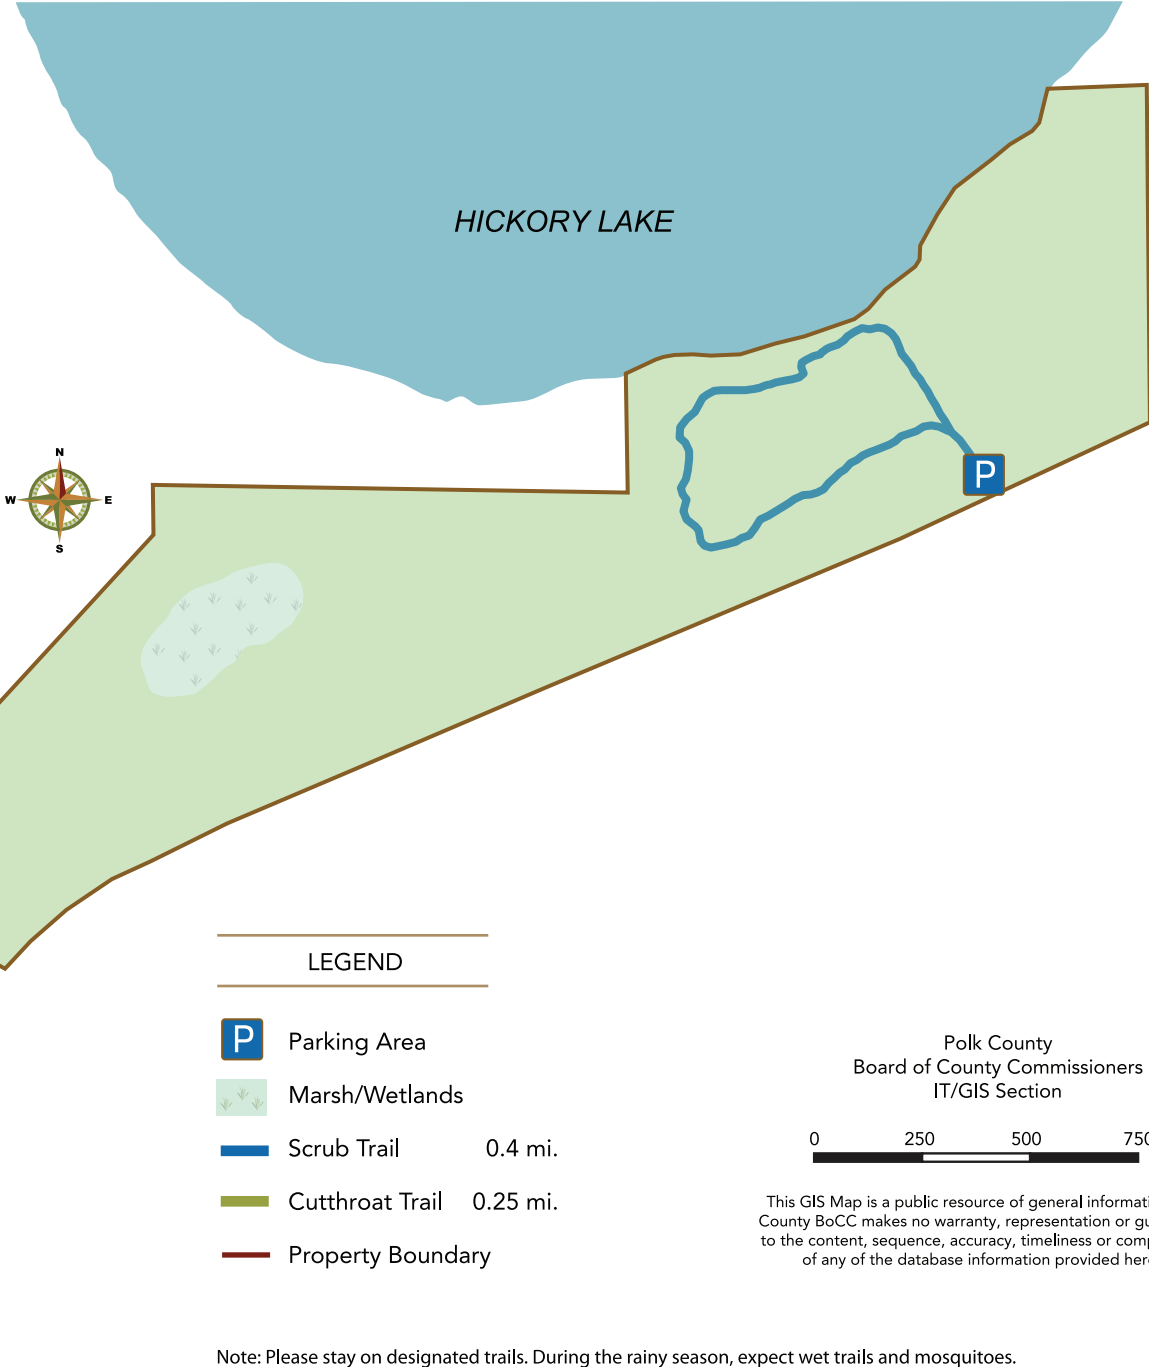 HICKORY LAKE
N
W E
S
P
LEGEND
P Parking Area
Marsh/Wetlands
Scrub Trail 0.4 mi.
Cutthroat Trail 0.25 mi.
Property Boundary
Polk County
Board of County Commissioners
IT/GIS Section
0 250 500 750
This GIS Map is a public resource of general
County BoCC makes no warranty, representation or
to the content, sequence, accuracy, timeliness or
of any of the database information provided
Note: Please stay on designated trails. During the rainy season, expect wet trails and mosquitoes.